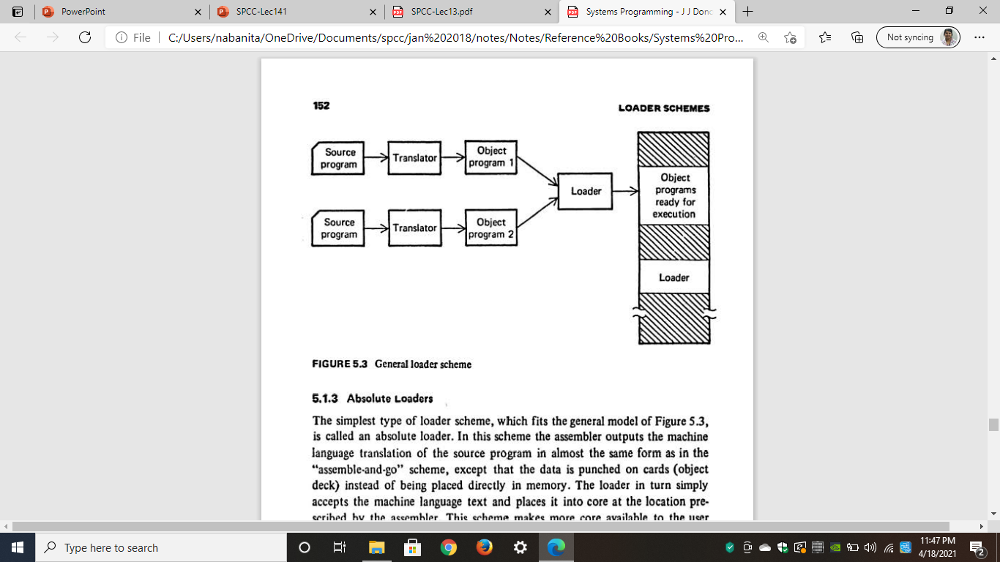 PowerPoint
SPCC-Lec141
SPCC-Lec13.pdf
Systems Programming - J J Dono
File
C:/Users/nabanita/OneDrive/Documents/spcc/jan%202018/notes/Notes/Reference%20Books/Systems%20Pro...
Not syncing
152
LOADER SCHEMES
Source
program
Translator
Object
program 1
Source
program
Translator
Object
program 2
Loader
Object
programs
ready for
execution
Loader
FIGURE 5.3 General loader scheme
5.1.3 Absolute Loaders
The simplest type of loader scheme, which fits the general model of Figure 5.3,
is called an absolute loader. In this scheme the assembler outputs the machine
language translation of the source program in almost the same form as in the
“assemble-and-go” scheme, except that the data is punched on cards (object
deck) instead of being placed directly in memory. The loader in turn simply
accepts the machine language text and places it into core at the location pre-
scribed by the assembler. This scheme makes more core available to the user
Type here to search
11:47 PM
4/18/2021
2